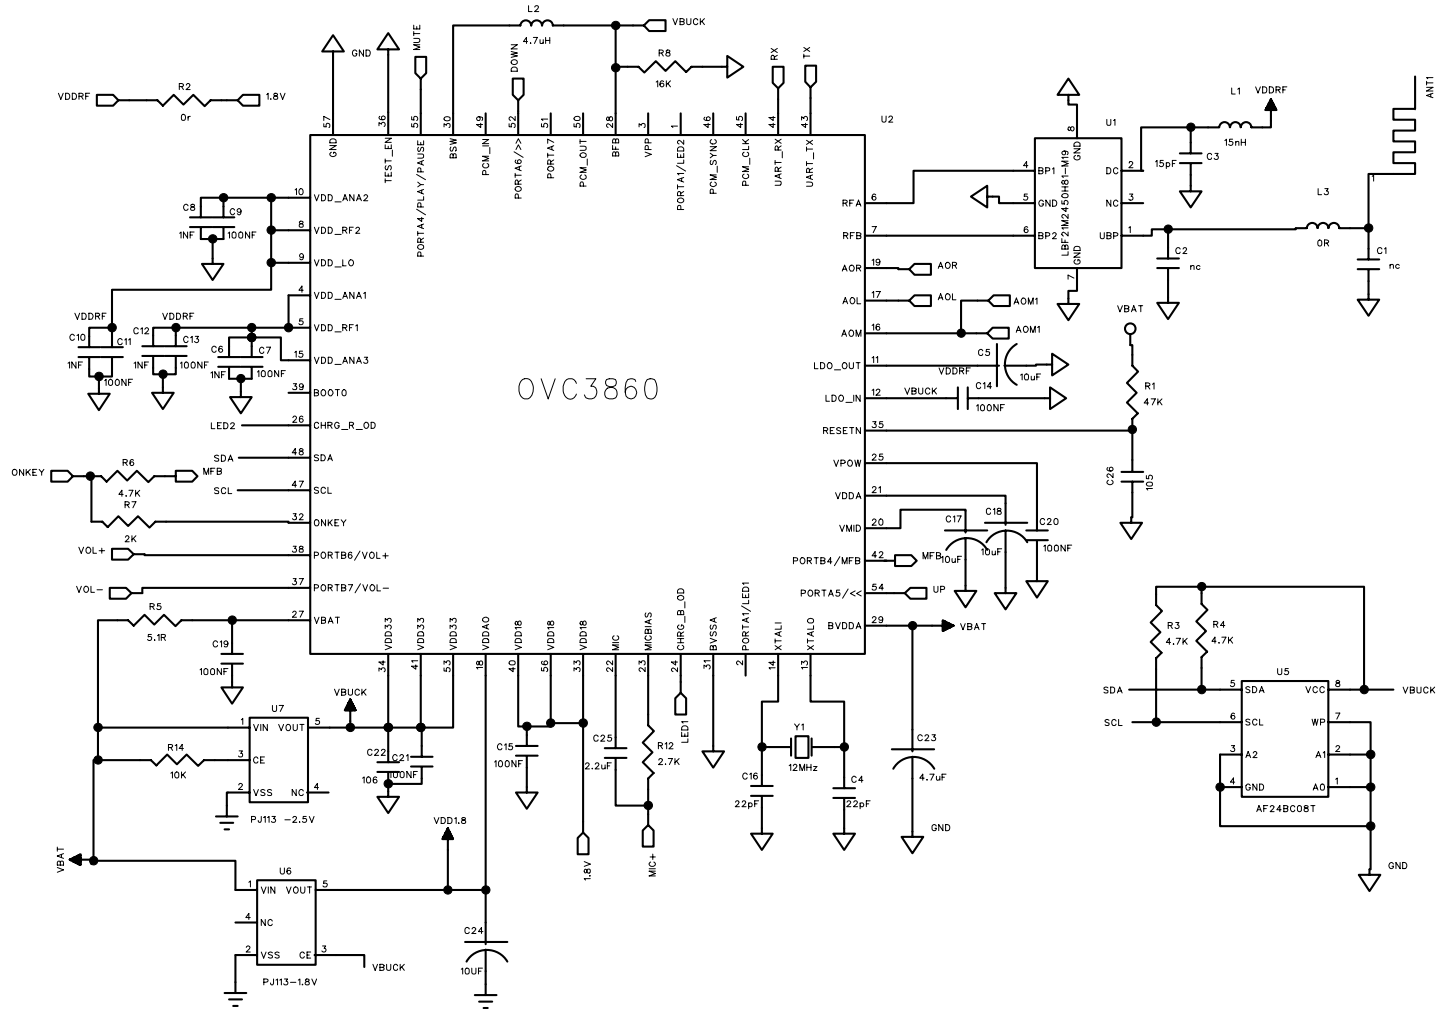 L2
4.7uH
VBUCK
GND
MUTE
DOWN
R8
16K
RX
TX
VDDRF
R2
0r
1.8V
57
36
55
30
49
52
51
50
28
3
1
46
45
44
43
U2
GND
TEST_EN
PORTA4/PLAY/PAUSE
BSW
PCM_IN
PORTA6/>>
PORTA7
PCM_OUT
BFB
VPP
PORTA1/LED2
PCM_SYNC
PCM_CLK
UART_RX
UART_TX
L1
VDDRF
15nH
C3
15pF
ANT1
1
L3
0R
C1
nc
C2
nc
U1
LBF21M2450H81-M19
8
GND
4 BP1
5 GND
6 BP2
DC 2
NC 3
UBP 1
GND
7
C8
C9
1NF
100NF
10 VDD_ANA2
8 VDD_RF2
9 VDD_LO
4 VDD_ANA1
5 VDD_RF1
15 VDD_ANA3
39 BOOT0
LED2 26 CHRG_R_OD
SDA 48 SDA
SCL 47 SCL
32 ONKEY
VOL+ 38 PORTB6/VOL+
VOL- 37 PORTB7/VOL-
27 VBAT
VDDRF
C10
C11
1NF
100NF
VDDRF
C12
C13
1NF
100NF
C6
C7
1NF
100NF
ONKEY
R6
4.7K
MFB
R7
2K
R5
5.1R
C19
100NF
OVC3860
RFA 6
RFB 7
AOR 19 AOR
AOL 17 AOL
AOM 16
AOM1
AOM1
LDO_OUT 11
VDDRF
C5
10uF
LDO_IN 12
VBUCK
C14
100NF
RESETN 35
VPOW 25
VDDA 21
VMID 20
PORTB4/MFB 42 MFB
PORTA5/<< 54 UP
BVDDA 29 VBAT
C17
10uF
C18
10uF
C20
100NF
VBAT
R1
47K
C26
105
VDD33
VDD33
VDD33
VDDAO
VDD18
VDD18
VDD18
MIC
MICBIAS
CHRG_B_OD
BVSSA
PORTA1/LED1
XTALI
XTALO
34
41
53
18
40
56
33
22
23
24
31
2
14
13
VBUCK
U7
1 VIN VOUT 5
3 CE
2 VSS NC 4
PJ113 -2.5V
R14
10K
C22
106
C21
100NF
C15
100NF
C25
2.2uF
R12
2.7K
LED1
Y1
12MHz
C16
22pF
C4
22pF
C23
4.7uF
GND
1.8V
MIC+
VBAT
VDD1.8
U6
1 VIN VOUT 5
4 NC
2 VSS CE 3
PJ113-1.8V
VBUCK
C24
10UF
R3
4.7K
R4
4.7K
U5
SDA 5 SDA
SCL 6 SCL
3 A2
4 GND
VCC 8 VBUCK
WP 7
A1 2
A0 1
AF24BC08T
GND